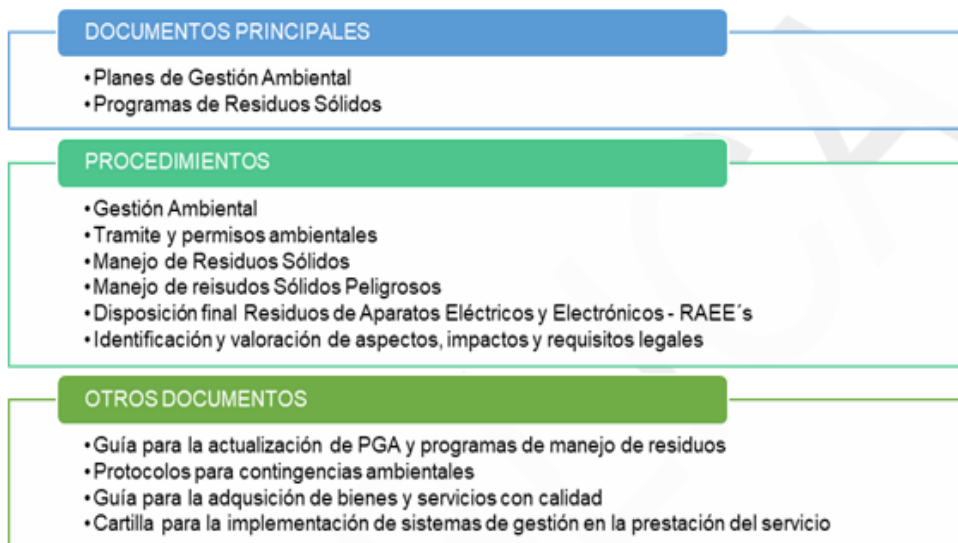 DOCUMENTOS PRINCIPALES
•Planes de Gestión Ambiental
•Programas de Residuos Sólidos
PROCEDIMIENTOS
•Gestión Ambiental
•Tramite y permisos ambientales
•Manejo de Residuos Sólidos
•Manejo de reisudos Sólidos Peligrosos
•Disposición final Residuos de Aparatos Eléctricos y Electrónicos - RAEE´s
•Identificación y valoración de aspectos, impactos y requisitos legales
OTROS DOCUMENTOS
•Guía para la actualización de PGA y programas de manejo de residuos
•Protocolos para contingencias ambientales
•Guía para la adqusición de bienes y servicios con calidad
•Cartilla para la implementación de sistemas de gestión en la prestación del servicio